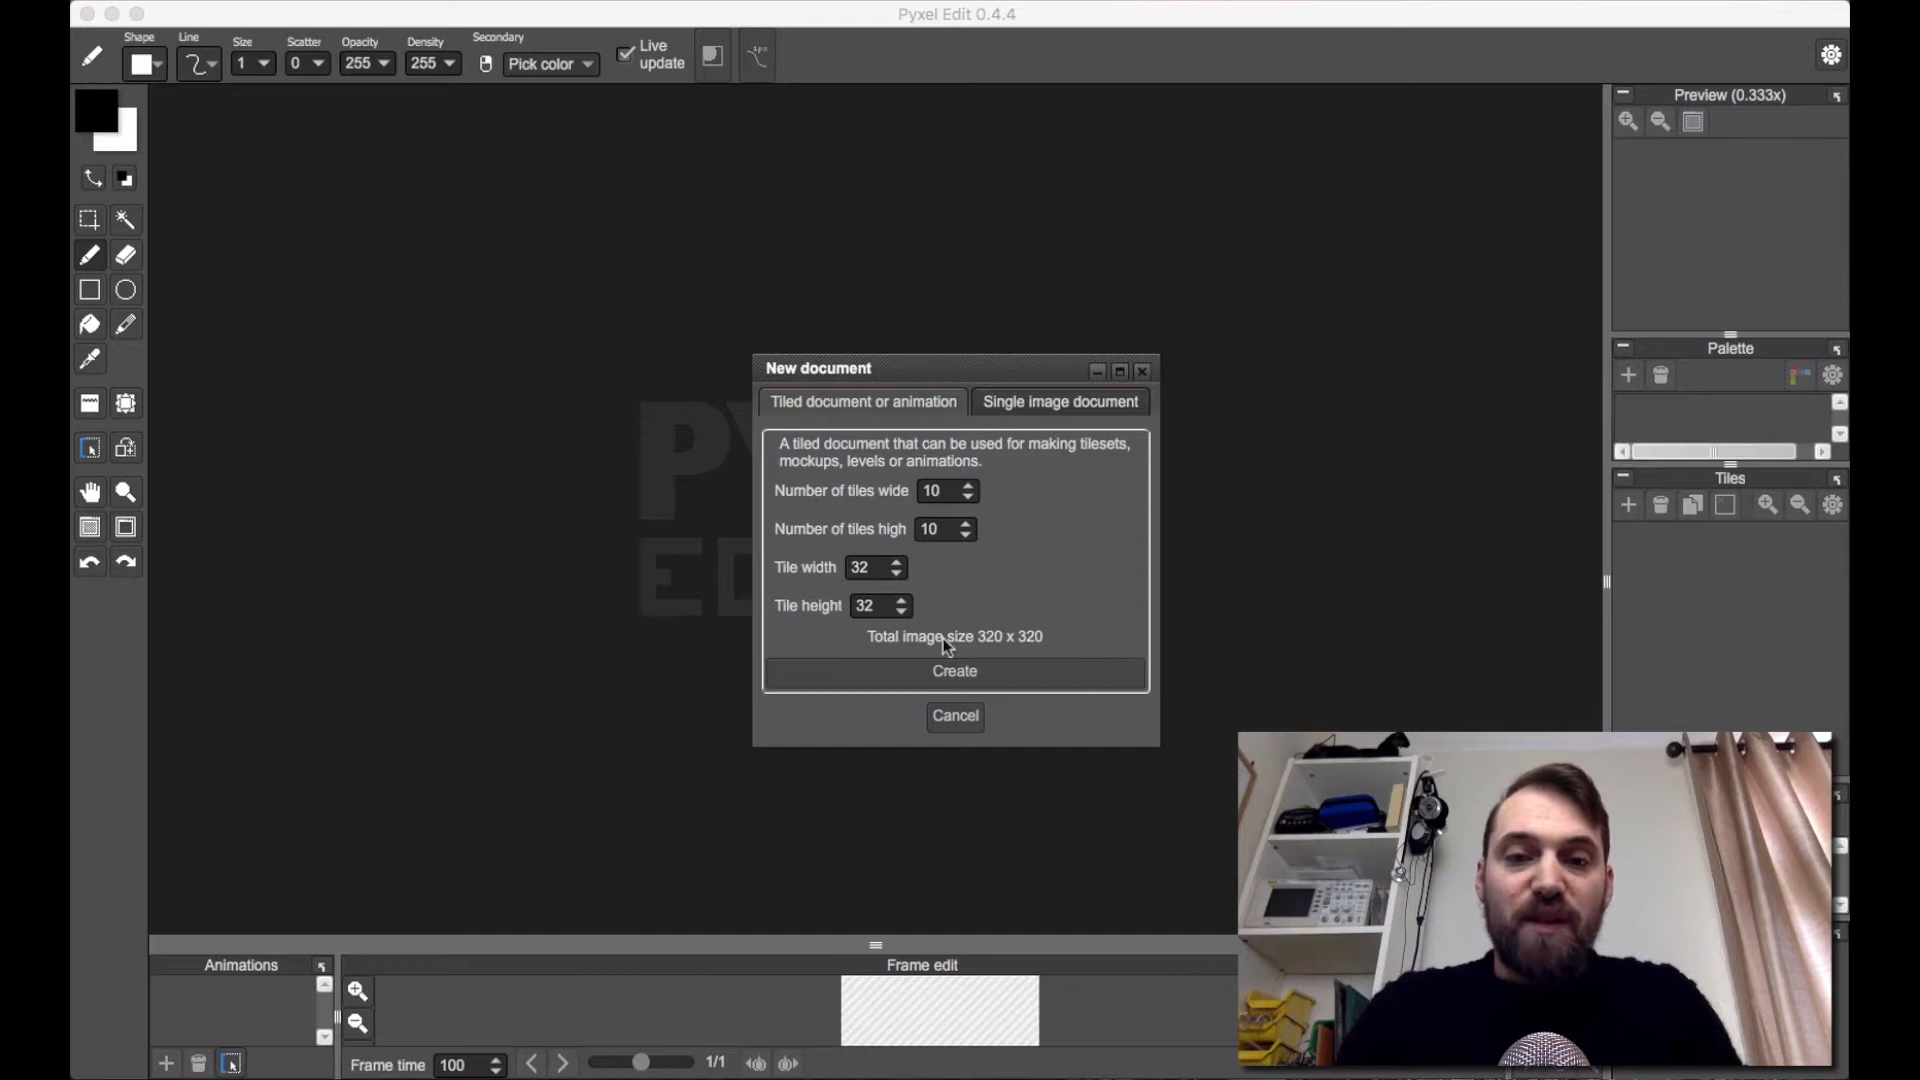 Pyxel Edit 0.4.4
Shape
Line
Size
Scatter
Opacity
Density
Secondary
1
0
255
255
Pick color
Live
update
Preview (0.333x)
Palette
Tiles
New document
Tiled document or animation
Single image document
A tiled document that can be used for making tilesets,
mockups, levels or animations.
Number of tiles wide 10
Number of tiles high 10
Tile width 32
Tile height 32
Total image size 320 x 320
Create
Cancel
Animations
Frame edit
Frame time 100
1/1